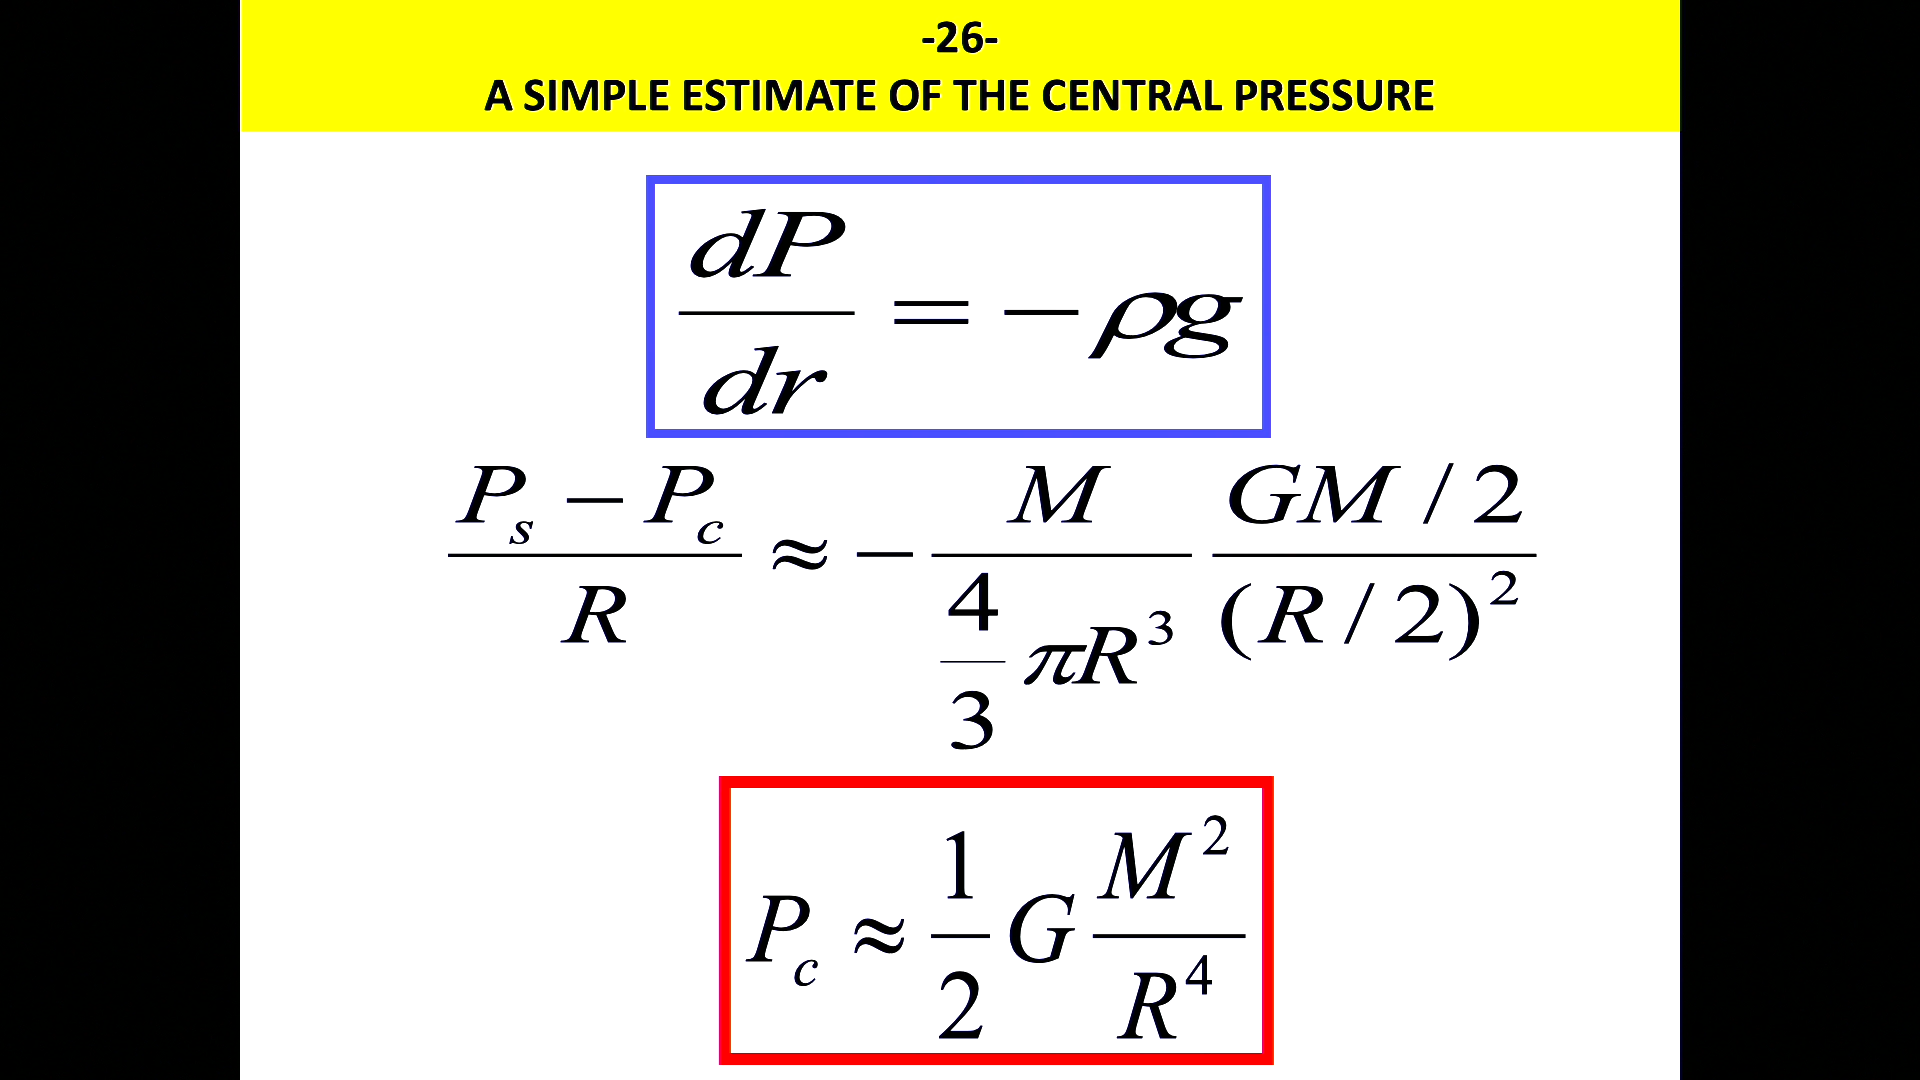 -26-
A SIMPLE ESTIMATE OF THE CENTRAL PRESSURE
dP/dr = −ρg
(P_s − P_c)/R ≈ − M/((4/3)πR^3) (GM/2)/((R/2)^2)
P_c ≈ (1/2) G M^2/R^4